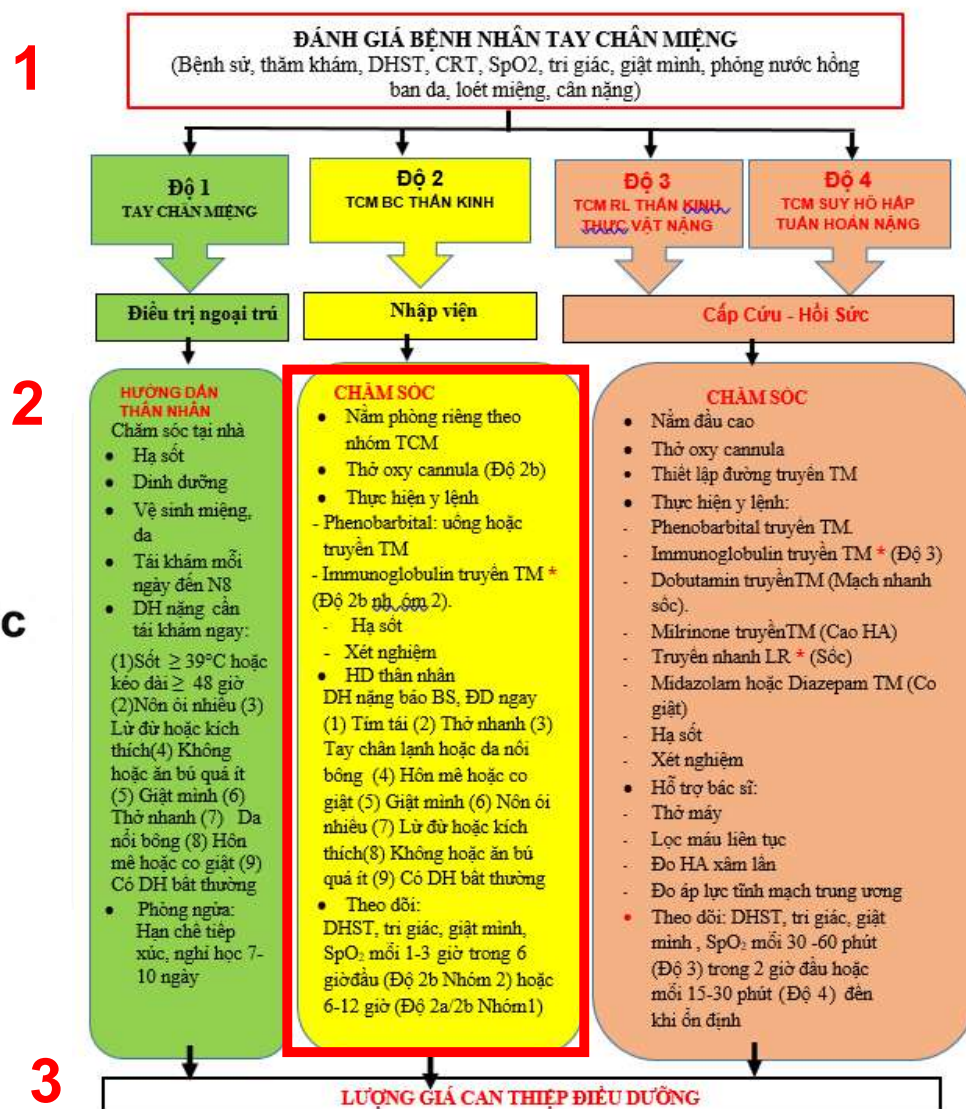 1
ĐÁNH GIÁ BỆNH NHÂN TAY CHÂN MIỆNG
(Bệnh sử, thăm khám, DHST, CRT, SpO2, tri giác, giật mình, phỏng nước hồng
ban da, loét miệng, cân nặng)
Độ 1
TAY CHÂN MIỆNG
Độ 2
TCM BC THẦN KINH
Độ 3
TCM RL THẦN KINH
THỰC VẬT NẶNG
Độ 4
TCM SUY HÔ HẤP
TUẦN HOÀN NẶNG
Điều trị ngoại trú
Nhập viện
Cấp Cứu - Hồi Sức
2
HƯỚNG DẪN
THÂN NHÂN
Chăm sóc tại nhà
• Hạ sốt
• Dinh dưỡng
• Vệ sinh miệng,
da
• Tái khám mỗi
ngày đến N8
• DH nặng cần
tái khám ngay:
(1)Sốt ≥ 39°C hoặc
kéo dài ≥ 48 giờ
(2)Nôn ói nhiều (3)
Lừ đừ hoặc kích
thích(4) Không
hoặc ăn bú quá ít
(5) Giật mình (6)
Thở nhanh (7) Da
nổi bông (8) Hôn
mê hoặc co giật (9)
Có DH bất thường
• Phòng ngừa:
Hạn chế tiếp
xúc, nghỉ học 7-
10 ngày
c
CHĂM SÓC
• Nằm phòng riêng theo
nhóm TCM
• Thở oxy cannula (Độ 2b)
• Thực hiện y lệnh
- Phenobarbital: uống hoặc
truyền TM
- Immunoglobulin truyền TM *
(Độ 2b nh óm 2).
- Hạ sốt
- Xét nghiệm
• HD thân nhân
DH nặng báo BS, ĐD ngay
(1) Tím tái (2) Thở nhanh (3)
Tay chân lạnh hoặc da nổi
bông (4) Hôn mê hoặc co
giật (5) Giật mình (6) Nôn ói
nhiều (7) Lừ đừ hoặc kích
thích(8) Không hoặc ăn bú
quá ít (9) Có DH bất thường
• Theo dõi:
DHST, tri giác, giật mình,
SpO2 mỗi 1-3 giờ trong 6
giờđầu (Độ 2b Nhóm 2) hoặc
6-12 giờ (Độ 2a/2b Nhóm1)
CHĂM SÓC
• Nằm đầu cao
• Thở oxy cannula
• Thiết lập đường truyền TM
• Thực hiện y lệnh:
- Phenobarbital truyền TM.
- Immunoglobulin truyền TM * (Độ 3)
- Dobutamin truyềnTM (Mạch nhanh
sốc).
- Milrinone truyềnTM (Cao HA)
- Truyền nhanh LR * (Sốc)
- Midazolam hoặc Diazepam TM (Co
giật)
- Hạ sốt
- Xét nghiệm
• Hỗ trợ bác sĩ:
- Thở máy
- Lọc máu liên tục
- Đo HA xâm lấn
- Đo áp lực tĩnh mạch trung ương
• Theo dõi: DHST, tri giác, giật
mình , SpO2 mỗi 30 -60 phút
(Độ 3) trong 2 giờ đầu hoặc
mỗi 15-30 phút (Độ 4) đến
khi ổn định
3
LƯỢNG GIÁ CAN THIỆP ĐIỀU DƯỠNG